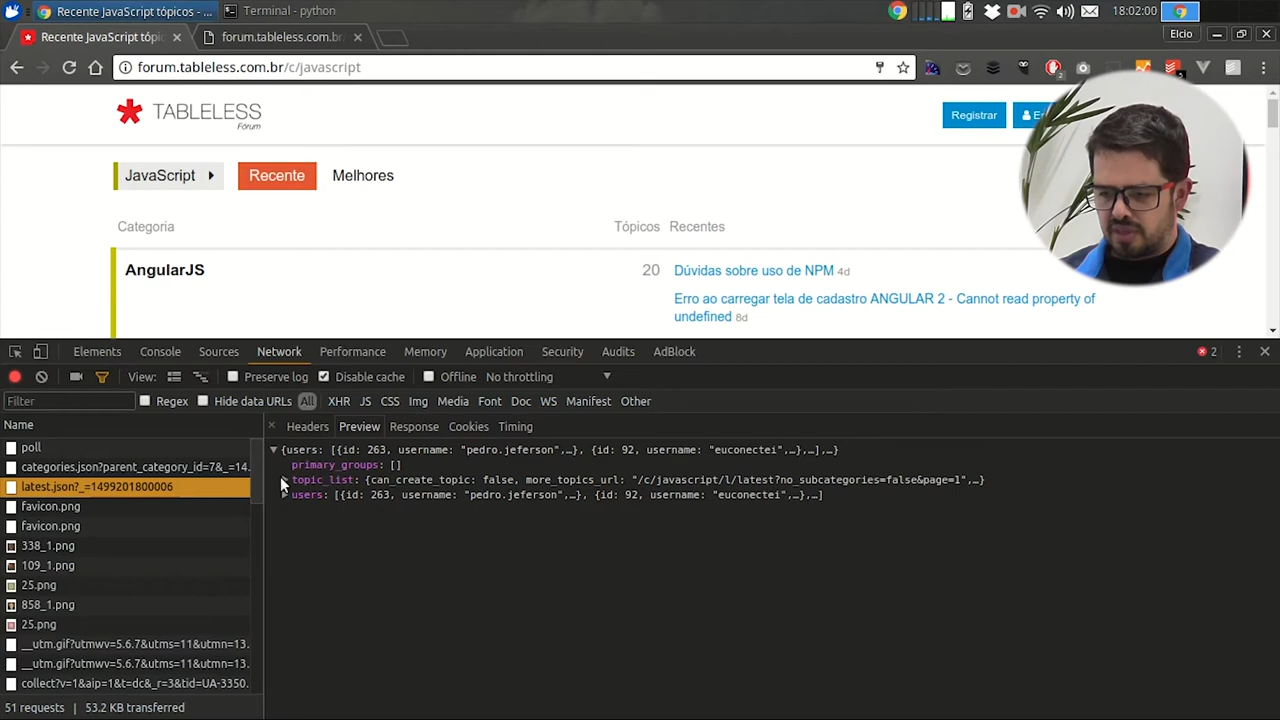 Recente JavaScript tópicos - ...
Terminal - python
18:02:00
Recente JavaScript tópic
forum.tableless.com.br/
Elcio
forum.tableless.com.br/c/javascript
TABLELESS
Fórum
Registrar
JavaScript
Recente
Melhores
Categoria
Tópicos
Recentes
AngularJS
20
Dúvidas sobre uso de NPM 4d
Erro ao carregar tela de cadastro ANGULAR 2 - Cannot read property of
undefined 8d
Elements
Console
Sources
Network
Performance
Memory
Application
Security
Audits
AdBlock
2
View:
Preserve log
Disable cache
Offline
No throttling
Filter
Regex
Hide data URLs
All
XHR
JS
CSS
Img
Media
Font
Doc
WS
Manifest
Other
Name
Headers
Preview
Response
Cookies
Timing
poll
categories.json?parent_category_id=7&_=14...
latest.json?_=1499201800006
favicon.png
favicon.png
338_1.png
109_1.png
25.png
858_1.png
25.png
__utm.gif?utmwv=5.6.7&utms=11&utmn=13...
__utm.gif?utmwv=5.6.7&utms=11&utmn=13...
collect?v=1&aip=1&t=dc&_r=3&tid=UA-3350...
{users: [{id: 263, username: "pedro.jeferson",…}, {id: 92, username: "euconectei",…},…],…}
primary_groups: []
topic_list: {can_create_topic: false, more_topics_url: "/c/javascript/l/latest?no_subcategories=false&page=1",…}
users: [{id: 263, username: "pedro.jeferson",…}, {id: 92, username: "euconectei",…},…]
51 requests | 53.2 KB transferred